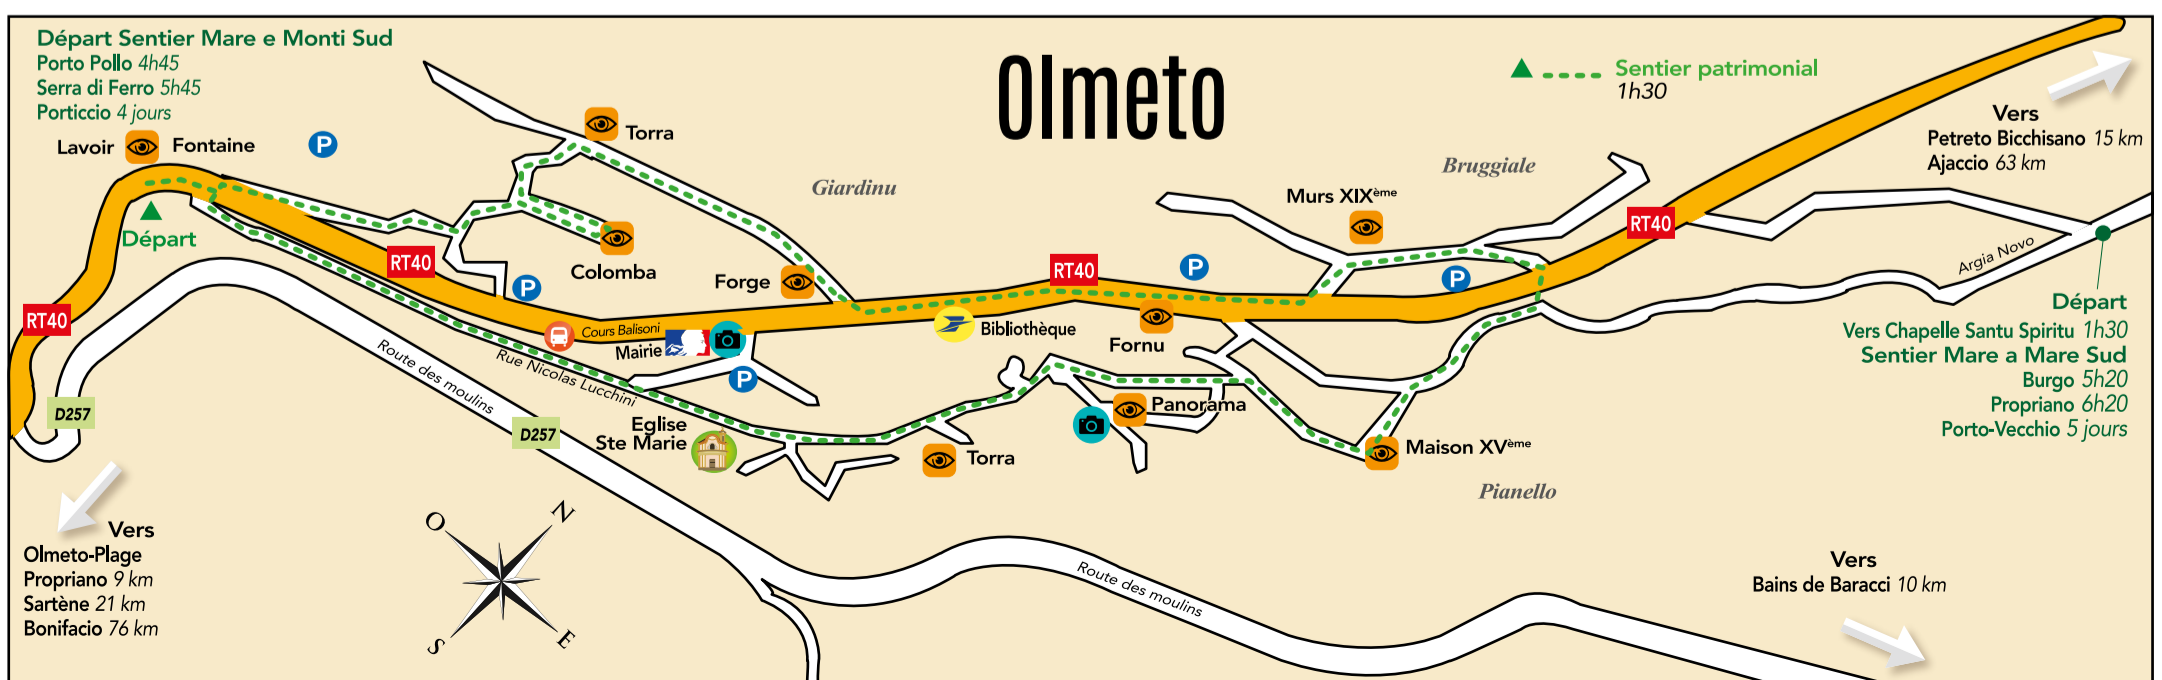 Olmeto
Départ Sentier Mare e Monti Sud
Porto Pollo 4h45
Serra di Ferro 5h45
Porticcio 4 jours
Lavoir
Fontaine
P
Départ
RT40
D257
Vers
Olmeto-Plage
Propriano 9 km
Sartène 21 km
Bonifacio 76 km
Torra
Giardinu
Colomba
RT40
P
Forge
Cours Balisoni
Mairie
P
Rue Nicolas Lucchini
Route des moulins
D257
Eglise
Ste Marie
O
N
S
E
RT40
Bibliothèque
P
Fornu
Panorama
Torra
Murs XIXème
Bruggiale
P
Maison XVème
Pianello
Route des moulins
Sentier patrimonial
1h30
RT40
Vers
Petreto Bicchisano 15 km
Ajaccio 63 km
Argia Novo
Départ
Vers Chapelle Santu Spiritu 1h30
Sentier Mare a Mare Sud
Burgo 5h20
Propriano 6h20
Porto-Vecchio 5 jours
Vers
Bains de Baracci 10 km